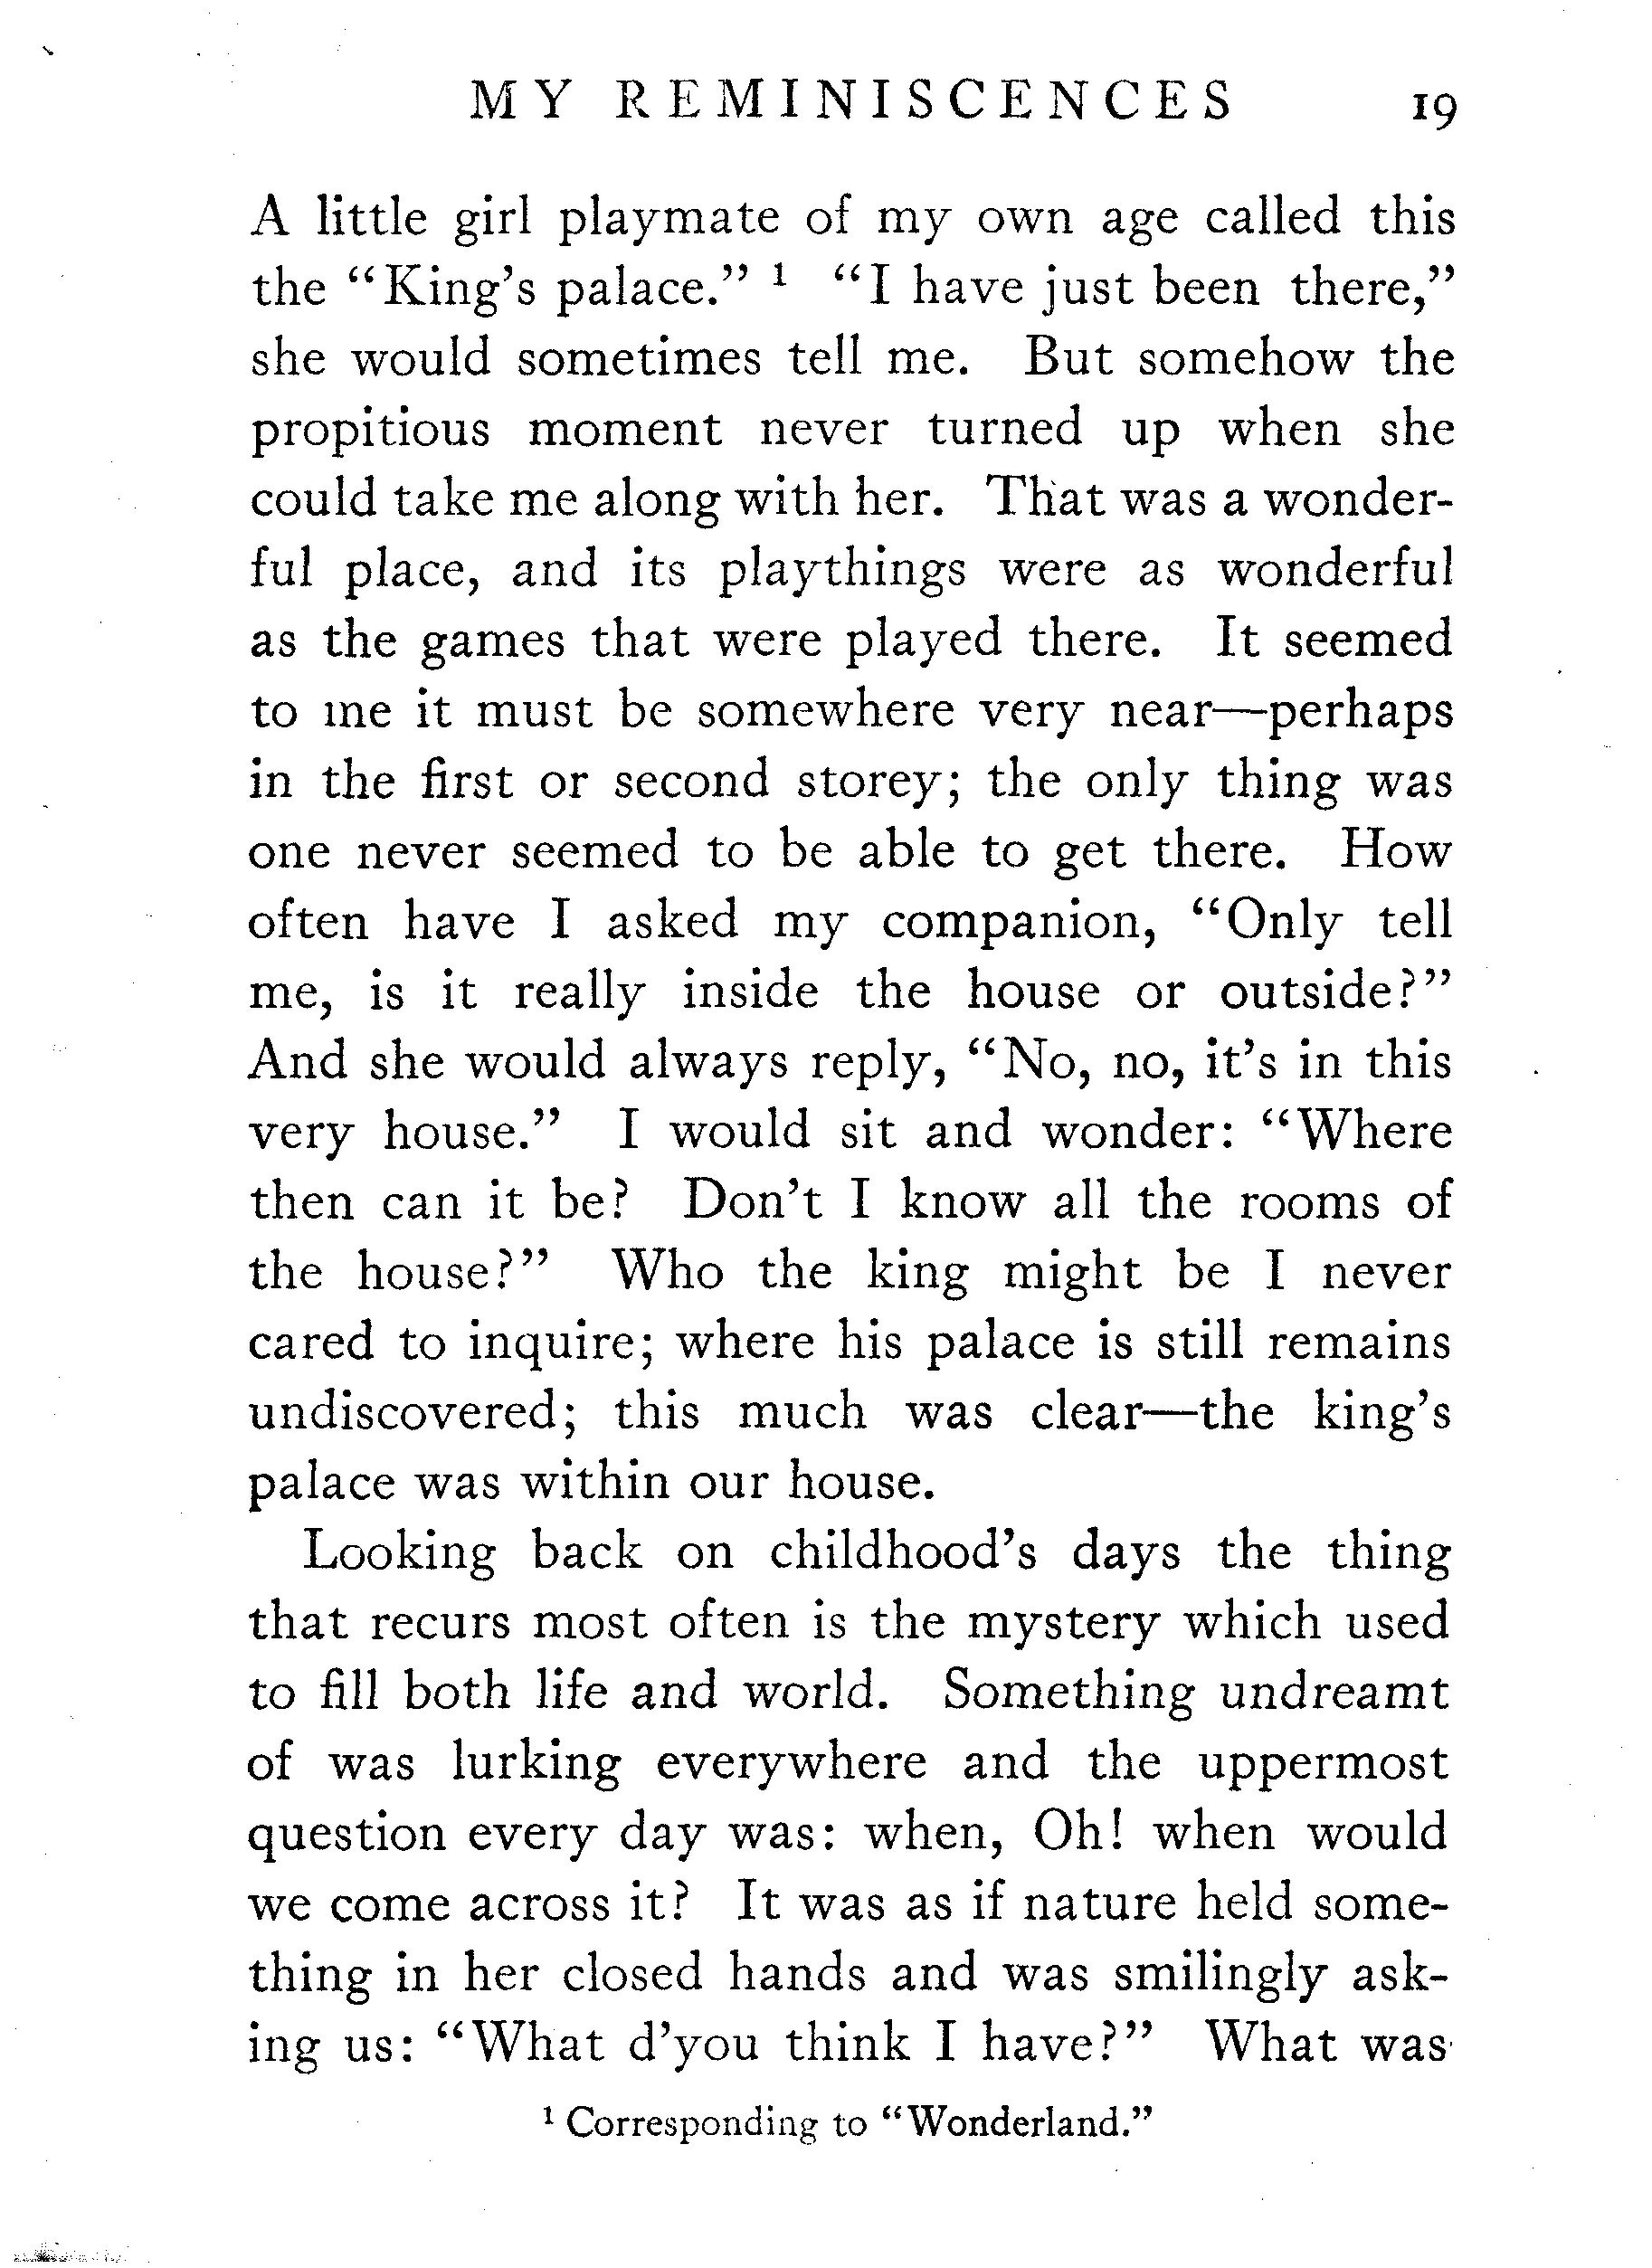 MY REMINISCENCES 19
A little girl playmate of my own age called this
the “King’s palace.” ¹ “I have just been there,”
she would sometimes tell me. But somehow the
propitious moment never turned up when she
could take me along with her. That was a wonder-
ful place, and its playthings were as wonderful
as the games that were played there. It seemed
to me it must be somewhere very near—perhaps
in the first or second storey; the only thing was
one never seemed to be able to get there. How
often have I asked my companion, “Only tell
me, is it really inside the house or outside?”
And she would always reply, “No, no, it’s in this
very house.” I would sit and wonder: “Where
then can it be? Don’t I know all the rooms of
the house?” Who the king might be I never
cared to inquire; where his palace is still remains
undiscovered; this much was clear—the king’s
palace was within our house.
Looking back on childhood’s days the thing
that recurs most often is the mystery which used
to fill both life and world. Something undreamt
of was lurking everywhere and the uppermost
question every day was: when, Oh! when would
we come across it? It was as if nature held some-
thing in her closed hands and was smilingly ask-
ing us: “What d’you think I have?” What was
¹ Corresponding to “Wonderland.”